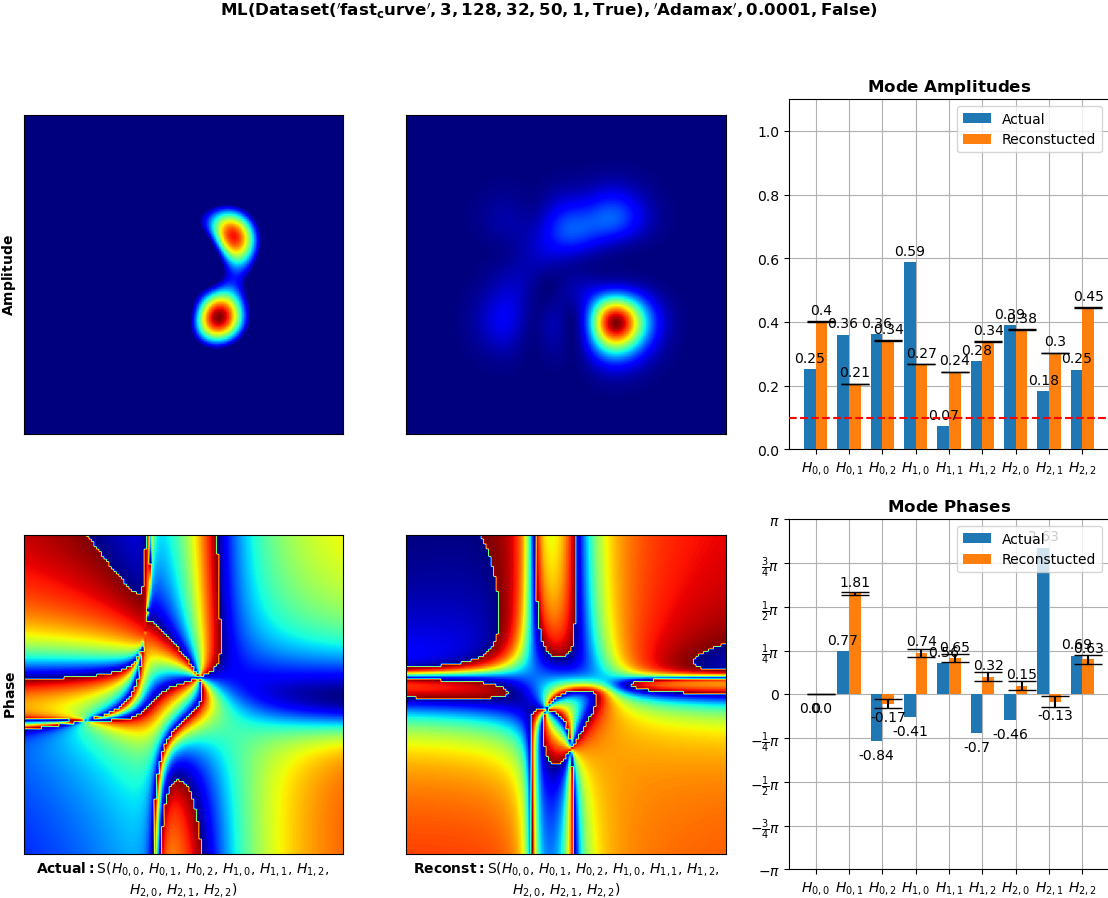 ML(Dataset('fast_curve', 3, 128, 32, 50, 1, True), 'Adamax', 0.0001, False)
Amplitude
Mode Amplitudes
Actual
Reconstucted
1.0
0.8
0.6
0.4
0.2
0.0
0.25 0.4 0.36 0.21 0.36 0.34 0.59 0.27 0.07 0.24 0.28 0.34 0.39 0.38 0.18 0.3 0.25 0.45
H0,0 H0,1 H0,2 H1,0 H1,1 H1,2 H2,0 H2,1 H2,2
Phase
Mode Phases
Actual
Reconstucted
π
3/4π
1/2π
1/4π
0
−1/4π
−1/2π
−3/4π
−π
0.0 0.0 0.77 1.81 -0.84 -0.17 -0.41 0.74 0.65 -0.7 0.32 -0.46 0.15 -0.13 0.69 0.63
H0,0 H0,1 H0,2 H1,0 H1,1 H1,2 H2,0 H2,1 H2,2
Actual: S(H0,0, H0,1, H0,2, H1,0, H1,1, H1,2,
H2,0, H2,1, H2,2)
Reconst: S(H0,0, H0,1, H0,2, H1,0, H1,1, H1,2,
H2,0, H2,1, H2,2)